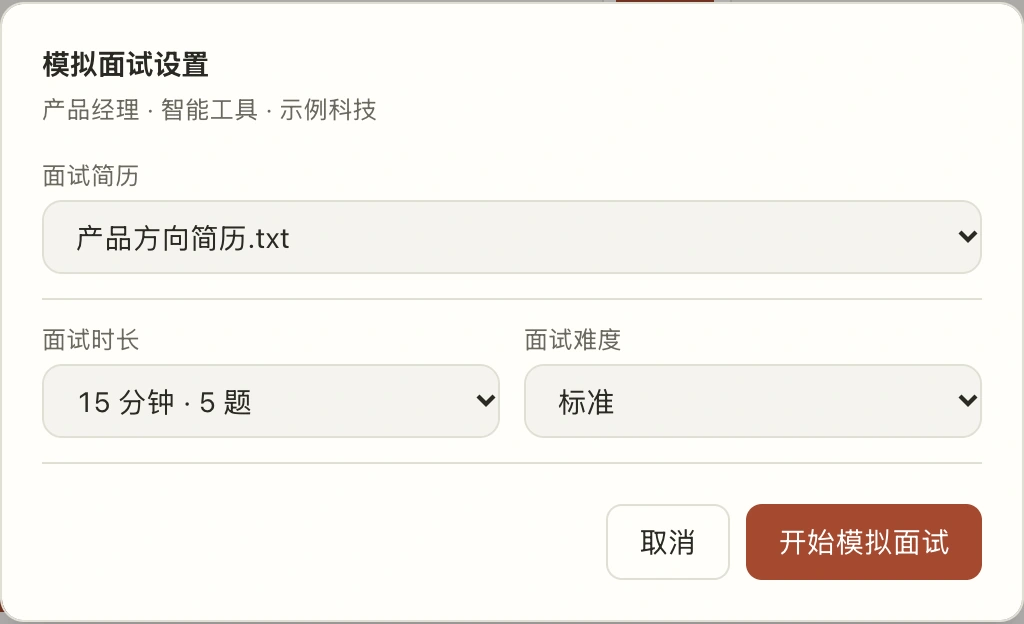 模拟面试设置
产品经理 · 智能工具 · 示例科技
面试简历
产品方向简历.txt
面试时长
面试难度
15 分钟 · 5 题
标准
取消
开始模拟面试